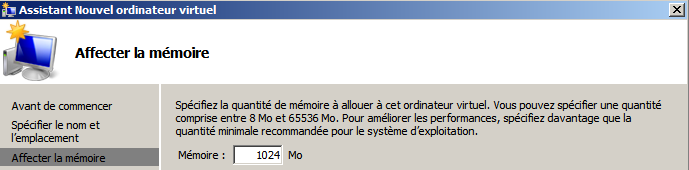 Assistant Nouvel ordinateur virtuel
Affecter la mémoire
Avant de commencer
Spécifier le nom et
l'emplacement
Affecter la mémoire
Spécifiez la quantité de mémoire à allouer à cet ordinateur virtuel. Vous pouvez spécifier une quantité
comprise entre 8 Mo et 65536 Mo. Pour améliorer les performances, spécifiez davantage que la
quantité minimale recommandée pour le système d'exploitation.
Mémoire : 1024 Mo